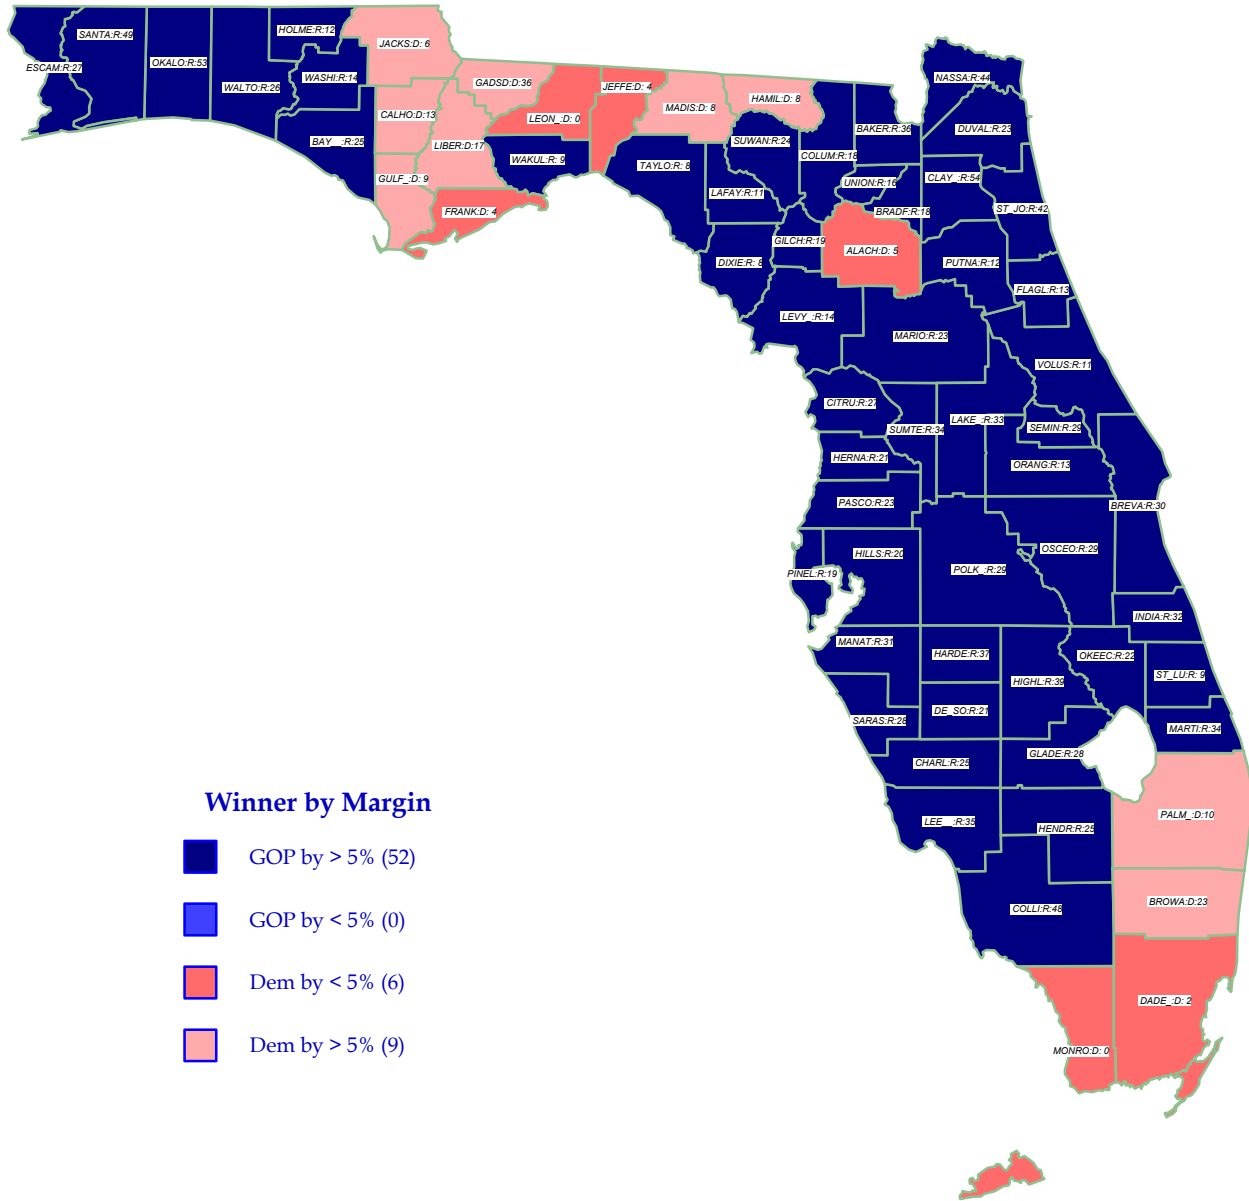 HOLME:R:12
SANTA:R:49
JACKS:D: 6
OKALO:R:53
ESCAM:R:27
WASHI:R:14
NASSA:R:44
WALTO:R:26
GADSD:D:36
JEFFE:D: 4
HAMIL:D: 8
MADIS:D: 8
CALHO:D:13
LEON_:D: 0
BAKER:R:36
DUVAL:R:23
BAY__:R:25
LIBER:D:17
SUWAN:R:24
COLUM:R:18
WAKUL:R: 9
TAYLO:R: 8
GULF_:D: 9
CLAY_:R:54
UNION:R:16
LAFAY:R:11
FRANK:D: 4
BRADF:R:18
ST_JO:R:42
GILCH:R:19
ALACH:D: 5
DIXIE:R: 8
PUTNA:R:12
FLAGL:R:13
LEVY_:R:14
MARIO:R:23
VOLUS:R:11
CITRU:R:27
LAKE_:R:33
SUMTE:R:34
SEMIN:R:29
HERNA:R:21
ORANG:R:13
PASCO:R:23
BREVA:R:30
HILLS:R:20
OSCEO:R:29
PINEL:R:19
POLK_:R:29
INDIA:R:32
MANAT:R:31
HARDE:R:37
OKEEC:R:22
ST_LU:R: 9
HIGHL:R:39
SARAS:R:28
DE_SO:R:21
MARTI:R:34
CHARL:R:25
GLADE:R:28
Winner by Margin
PALM_:D:10
LEE__:R:35
HENDR:R:25
GOP by > 5% (52)
BROWA:D:23
COLLI:R:48
GOP by < 5% (0)
Dem by < 5% (6)
DADE_:D: 2
Dem by > 5% (9)
MONRO:D: 0